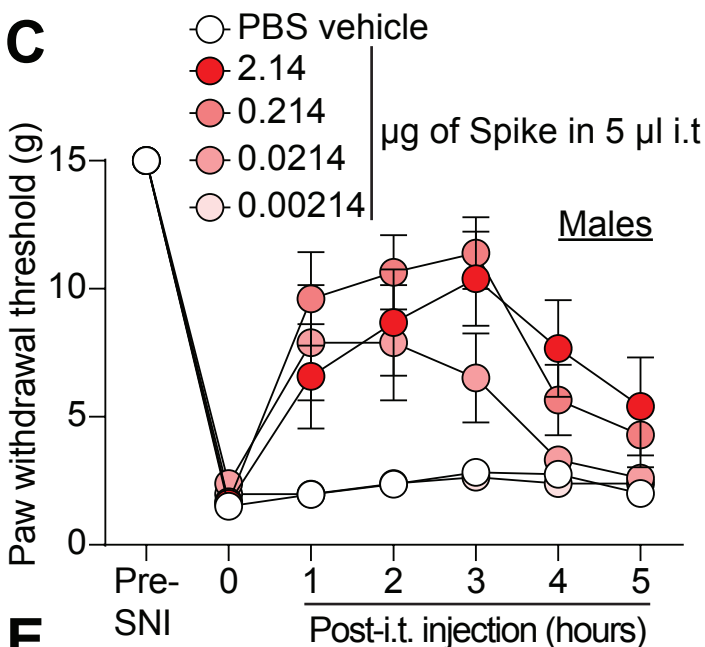 C
PBS vehicle
2.14
0.214
0.0214
0.00214
µg of Spike in 5 µl i.t
Males
Paw withdrawal threshold (g)
15
10
5
0
Pre-
SNI
0 1 2 3 4 5
Post-i.t. injection (hours)